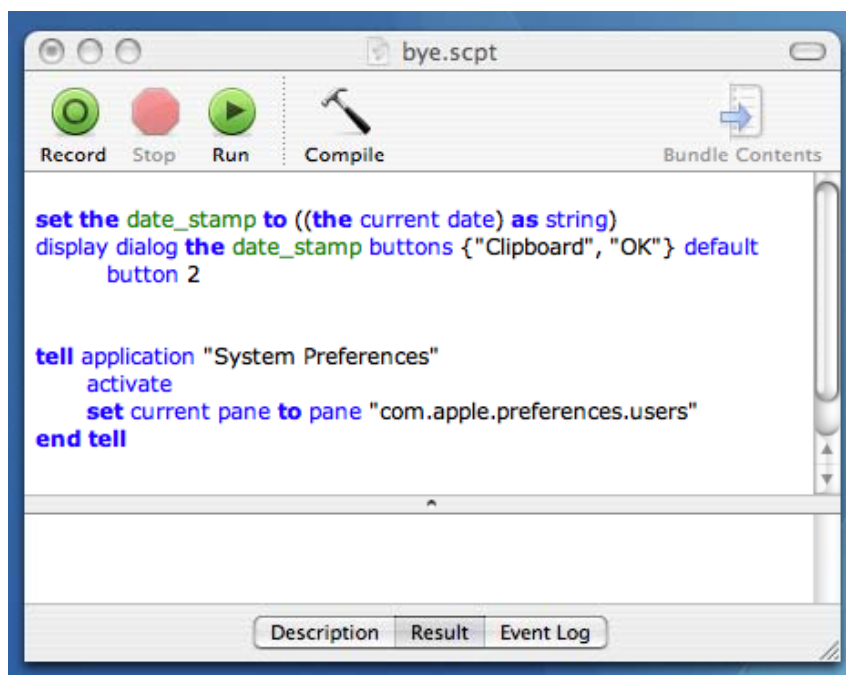 bye.scpt
Record Stop Run Compile Bundle Contents
set the date_stamp to ((the current date) as string)
display dialog the date_stamp buttons {"Clipboard", "OK"} default
button 2
tell application "System Preferences"
activate
set current pane to pane "com.apple.preferences.users"
end tell
Description Result Event Log